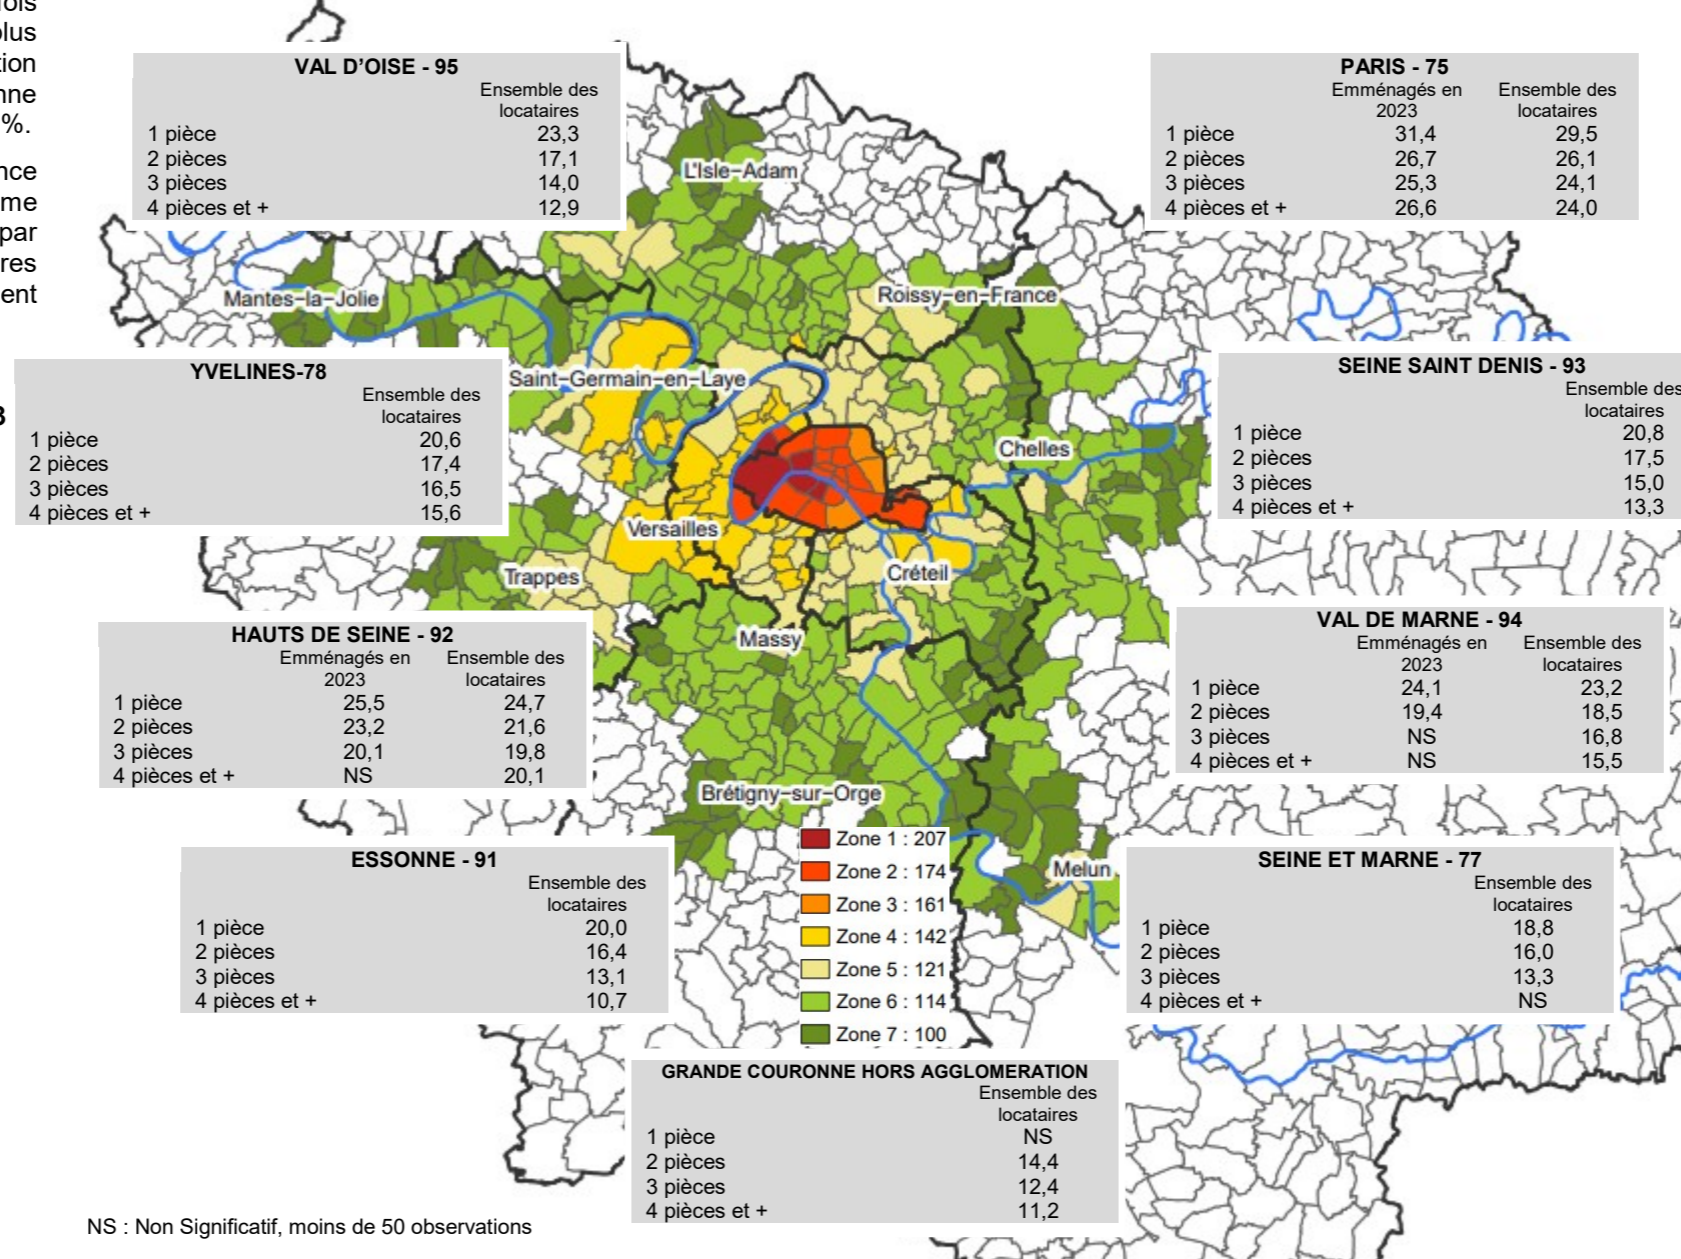 ois
plus
tion
nne
%.
nce
me
par
res
ent
3
VAL D’OISE - 95
Ensemble des
locataires
1 pièce 23,3
2 pièces 17,1
3 pièces 14,0
4 pièces et + 12,9
PARIS - 75
Emménagés en Ensemble des
2023 locataires
1 pièce 31,4 29,5
2 pièces 26,7 26,1
3 pièces 25,3 24,1
4 pièces et + 26,6 24,0
L'Isle-Adam
Mantes-la-Jolie
Roissy-en-France
YVELINES-78
Ensemble des
locataires
1 pièce 20,6
2 pièces 17,4
3 pièces 16,5
4 pièces et + 15,6
Saint-Germain-en-Laye
SEINE SAINT DENIS - 93
Ensemble des
locataires
1 pièce 20,8
2 pièces 17,5
3 pièces 15,0
4 pièces et + 13,3
Chelles
Versailles
Trappes
Créteil
Massy
HAUTS DE SEINE - 92
Emménagés en Ensemble des
2023 locataires
1 pièce 25,5 24,7
2 pièces 23,2 21,6
3 pièces 20,1 19,8
4 pièces et + NS 20,1
VAL DE MARNE - 94
Emménagés en Ensemble des
2023 locataires
1 pièce 24,1 23,2
2 pièces 19,4 18,5
3 pièces NS 16,8
4 pièces et + NS 15,5
Brétigny-sur-Orge
Melun
Zone 1 : 207
Zone 2 : 174
Zone 3 : 161
Zone 4 : 142
Zone 5 : 121
Zone 6 : 114
Zone 7 : 100
ESSONNE - 91
Ensemble des
locataires
1 pièce 20,0
2 pièces 16,4
3 pièces 13,1
4 pièces et + 10,7
SEINE ET MARNE - 77
Ensemble des
locataires
1 pièce 18,8
2 pièces 16,0
3 pièces 13,3
4 pièces et + NS
GRANDE COURONNE HORS AGGLOMERATION
Ensemble des
locataires
1 pièce NS
2 pièces 14,4
3 pièces 12,4
4 pièces et + 11,2
NS : Non Significatif, moins de 50 observations